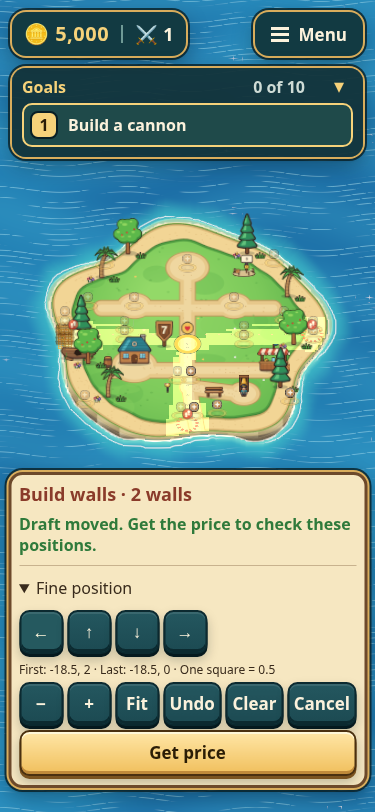 5,000 | 1
Menu
Goals 0 of 10 ▼
1 Build a cannon
7
Build walls · 2 walls
Draft moved. Get the price to check these
positions.
▼ Fine position
← ↑ ↓ →
First: -18.5, 2 · Last: -18.5, 0 · One square = 0.5
− + Fit Undo Clear Cancel
Get price